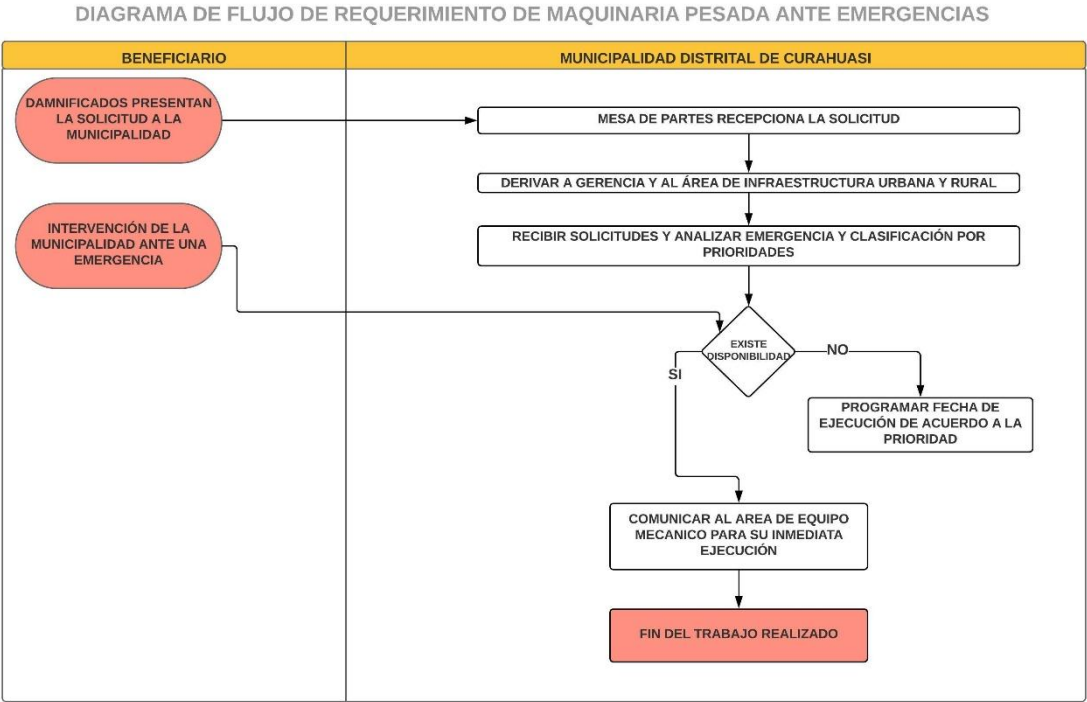 DIAGRAMA DE FLUJO DE REQUERIMIENTO DE MAQUINARIA PESADA ANTE EMERGENCIAS
BENEFICIARIO
MUNICIPALIDAD DISTRITAL DE CURAHUASI
DAMNIFICADOS PRESENTAN
LA SOLICITUD A LA
MUNICIPALIDAD
MESA DE PARTES RECEPCIONA LA SOLICITUD
DERIVAR A GERENCIA Y AL ÁREA DE INFRAESTRUCTURA URBANA Y RURAL
INTERVENCIÓN DE LA
MUNICIPALIDAD ANTE UNA
EMERGENCIA
RECIBIR SOLICITUDES Y ANALIZAR EMERGENCIA Y CLASIFICACIÓN POR
PRIORIDADES
EXISTE
DISPONIBILIDAD
NO
SI
PROGRAMAR FECHA DE
EJECUCIÓN DE ACUERDO A LA
PRIORIDAD
COMUNICAR AL AREA DE EQUIPO
MECANICO PARA SU INMEDIATA
EJECUCIÓN
FIN DEL TRABAJO REALIZADO